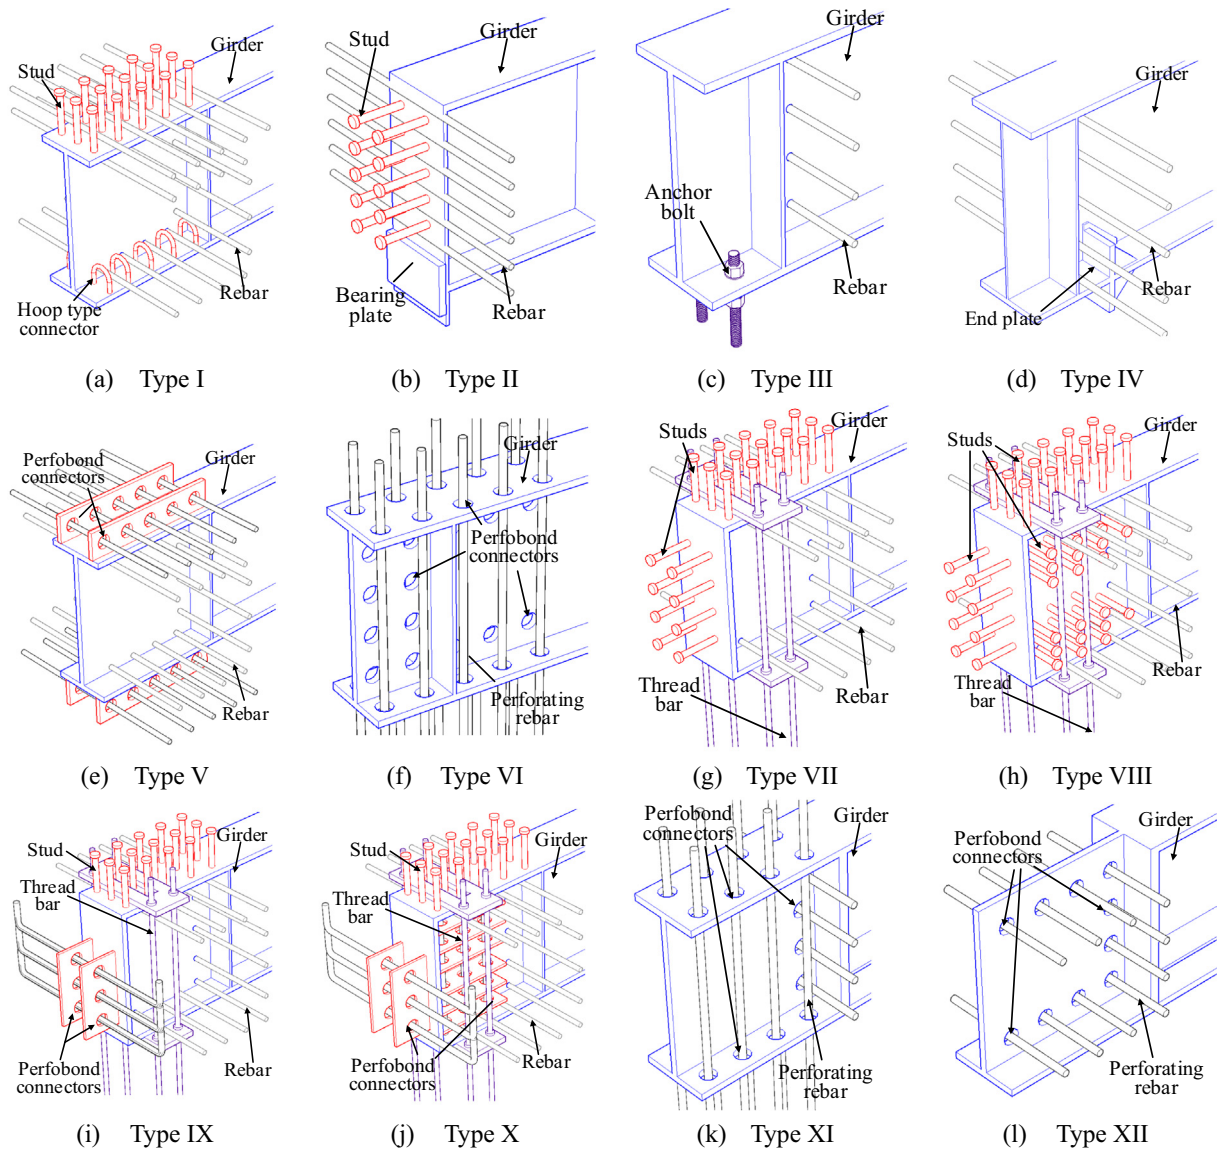 Stud
Girder
Hoop type
connector
Rebar
(a) Type I
Stud
Girder
Bearing
plate
Rebar
(b) Type II
Girder
Anchor
bolt
Rebar
(c) Type III
Girder
End plate
Rebar
(d) Type IV
Perfobond
connectors
Girder
Rebar
(e) Type V
Girder
Perfobond
connectors
Perforating
rebar
(f) Type VI
Studs
Girder
Thread
bar
Rebar
(g) Type VII
Studs
Girder
Thread
bar
Rebar
(h) Type VIII
Stud
Girder
Thread
bar
Perfobond
connectors
Rebar
(i) Type IX
Stud
Girder
Thread
bar
Perfobond
connectors
Rebar
(j) Type X
Perfobond
connectors
Girder
Perforating
rebar
(k) Type XI
Perfobond
connectors
Girder
Perforating
rebar
(l) Type XII